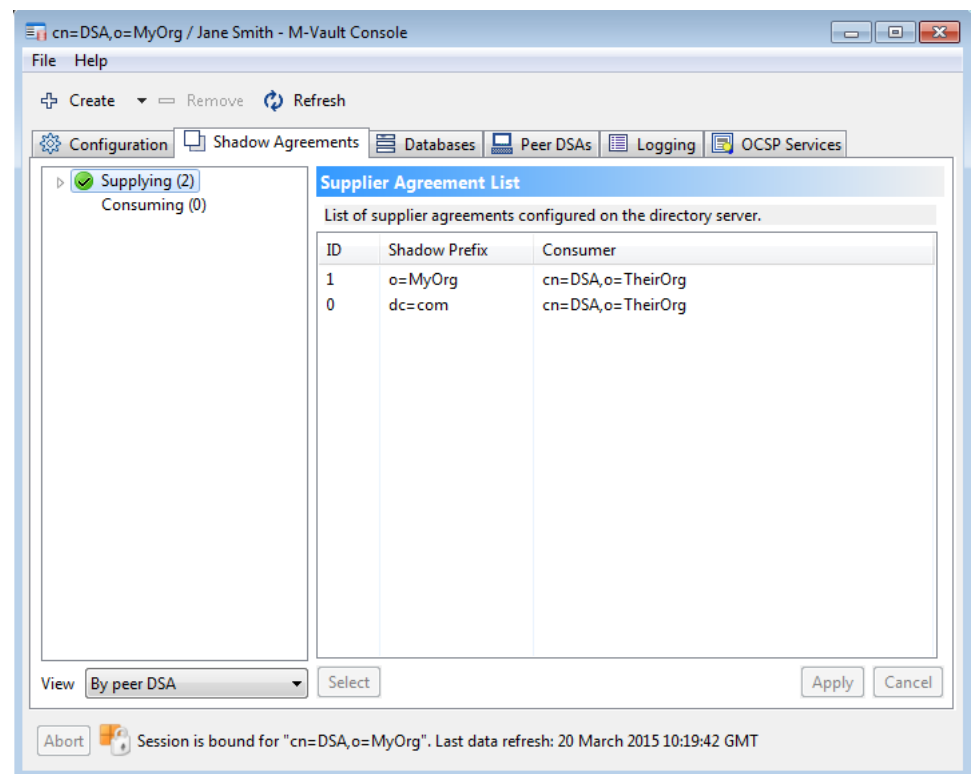 cn=DSA,o=MyOrg / Jane Smith - M-Vault Console
File Help
Create Remove Refresh
Configuration Shadow Agreements Databases Peer DSAs Logging OCSP Services
Supplying (2)
Consuming (0)
Supplier Agreement List
List of supplier agreements configured on the directory server.
ID Shadow Prefix Consumer
1 o=MyOrg cn=DSA,o=TheirOrg
0 dc=com cn=DSA,o=TheirOrg
View By peer DSA Select Apply Cancel
Abort Session is bound for "cn=DSA,o=MyOrg". Last data refresh: 20 March 2015 10:19:42 GMT